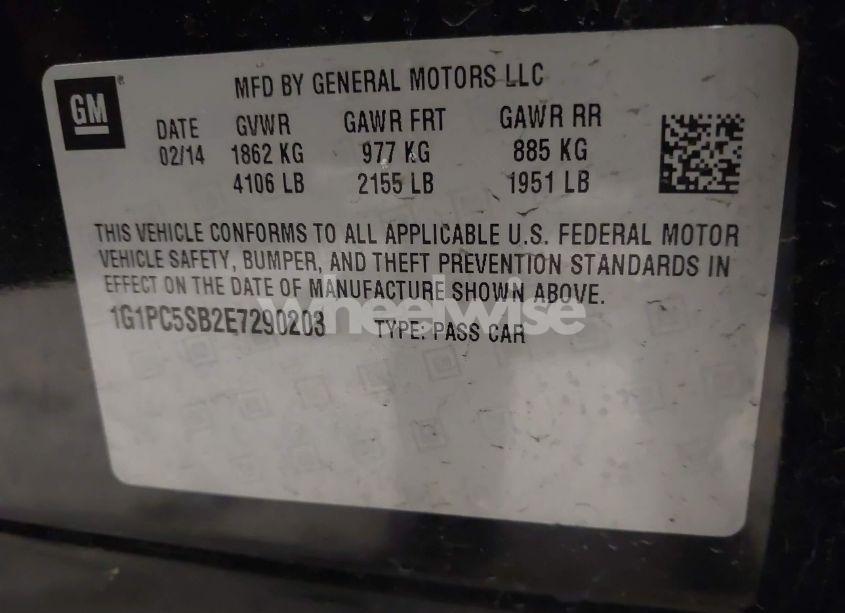 GM
®
MFD BY GENERAL MOTORS LLC
DATE GVWR GAWR FRT GAWR RR
02/14 1862 KG 977 KG 885 KG
4106 LB 2155 LB 1951 LB
THIS VEHICLE CONFORMS TO ALL APPLICABLE U.S. FEDERAL MOTOR
VEHICLE SAFETY, BUMPER, AND THEFT PREVENTION STANDARDS IN
EFFECT ON THE DATE OF MANUFACTURE SHOWN ABOVE.
1G1PC5SB2E7290203 TYPE: PASS CAR
Wheelwise